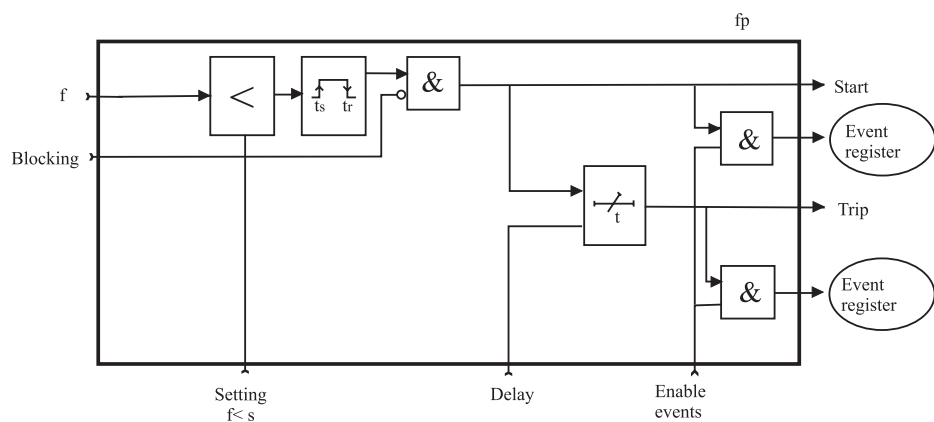 fp
f
<
ts
tr
&
Start
&
Event
register
Blocking
t
Trip
&
Event
register
Setting
f< s
Delay
Enable
events